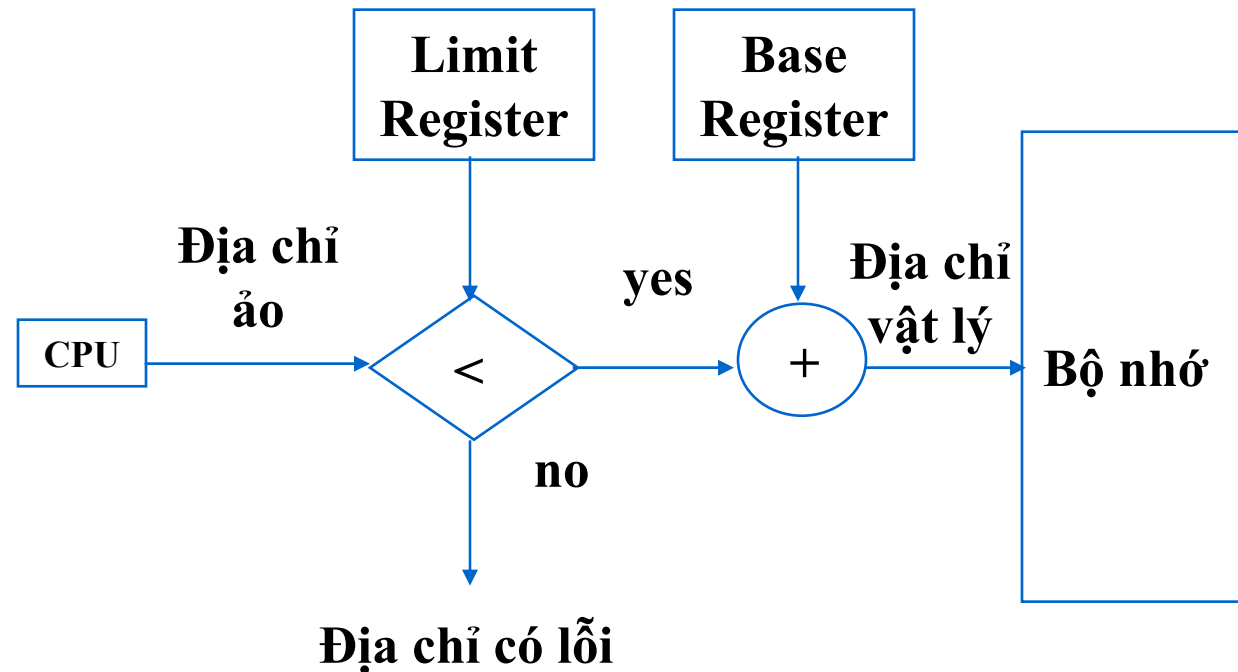 Limit
Register
Base
Register
Địa chỉ
ảo
yes
Địa chỉ
vật lý
CPU
<
+
Bộ nhớ
no
Địa chỉ có lỗi